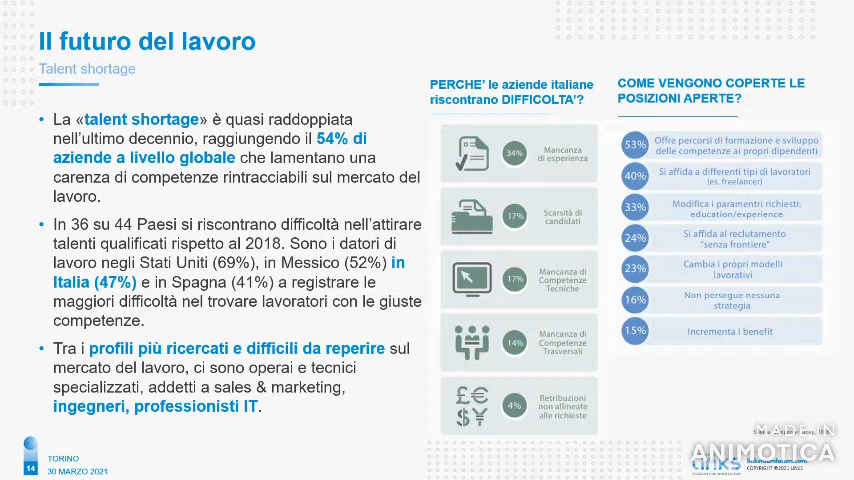 Il futuro del lavoro
Talent shortage
• La «talent shortage» è quasi raddoppiata
nell'ultimo decennio, raggiungendo il 54% di
aziende a livello globale che lamentano una
carenza di competenze rintracciabili sul mercato del
lavoro.
• In 36 su 44 Paesi si riscontrano difficoltà nell'attirare
talenti qualificati rispetto al 2018. Sono i datori di
lavoro negli Stati Uniti (69%), in Messico (52%) in
Italia (47%) e in Spagna (41%) a registrare le
maggiori difficoltà nel trovare lavoratori con le giuste
competenze.
• Tra i profili più ricercati e difficili da reperire sul
mercato del lavoro, ci sono operai e tecnici
specializzati, addetti a sales & marketing,
ingegneri, professionisti IT.
PERCHE' le aziende italiane
riscontrano DIFFICOLTA'?
34%
Mancanza
di esperienza
17%
Scarsità di
candidati
17%
Mancanza di
Competenze
Tecniche
14%
Mancanza di
Competenze
Trasversali
£€
$¥
4%
Retribuzioni
non allineate
alle richieste
COME VENGONO COPERTE LE
POSIZIONI APERTE?
53%
Offre percorsi di formazione e sviluppo
delle competenze ai propri dipendenti
40%
Si affida a differenti tipi di lavoratori
(es. freelancer)
33%
Modifica i paramentri richiesti;
education/experience
24%
Si affida al reclutamento
"senza frontiere"
23%
Cambia i propri modelli
lavorativi
16%
Non persegue nessuna
strategia
15%
Incrementa i benefit
MADE IN
ANIMOTICA
LINKS
COPYRIGHT ©2021 LINKS
14
TORINO
30 MARZO 2021